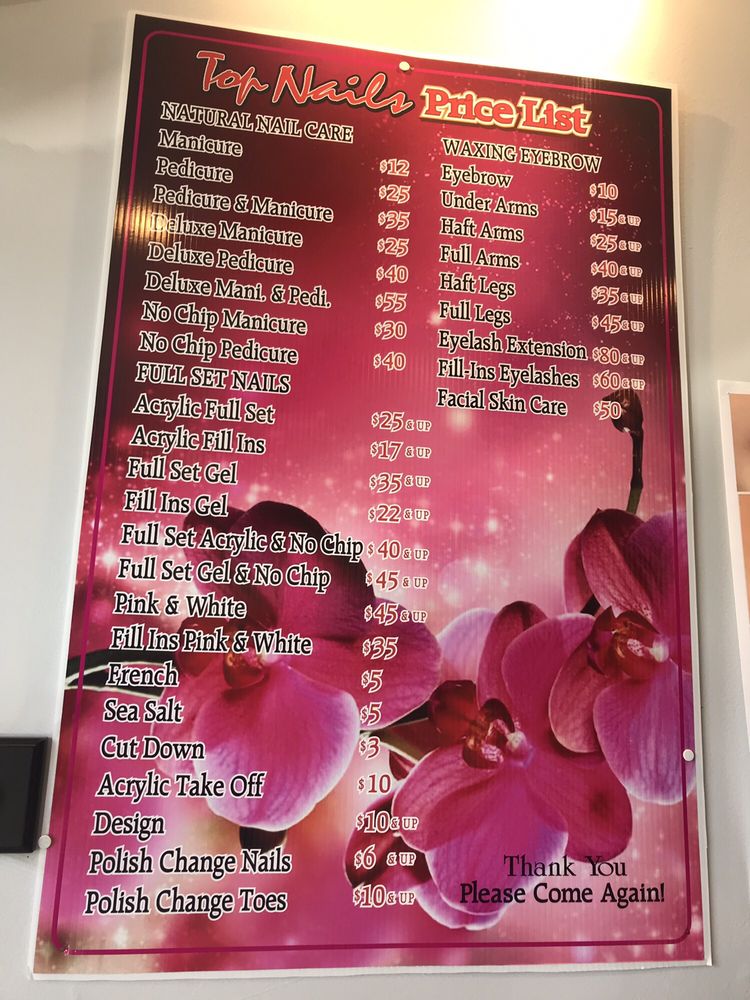 Top Nails Price List
NATURAL NAIL CARE
Manicure $12
Pedicure $25
Pedicure & Manicure $35
Deluxe Manicure $25
Deluxe Pedicure $40
Deluxe Mani. & Pedi. $55
No Chip Manicure $30
No Chip Pedicure $40
FULL SET NAILS
Acrylic Full Set $25 & UP
Acrylic Fill Ins $17 & UP
Full Set Gel $35 & UP
Fill Ins Gel $22 & UP
Full Set Acrylic & No Chip $40 & UP
Full Set Gel & No Chip $45 & UP
Pink & White $45 & UP
Fill Ins Pink & White $35
French $5
Sea Salt $5
Cut Down $3
Acrylic Take Off $10
Design $10 & UP
Polish Change Nails $6 & UP
Polish Change Toes $10 & UP
WAXING EYEBROW
Eyebrow $10
Under Arms $15 & UP
Haft Arms $25 & UP
Full Arms $40 & UP
Haft Legs $35 & UP
Full Legs $45 & UP
Eyelash Extension $80 & UP
Fill-Ins Eyelashes $60 & UP
Facial Skin Care $50
Thank You
Please Come Again!